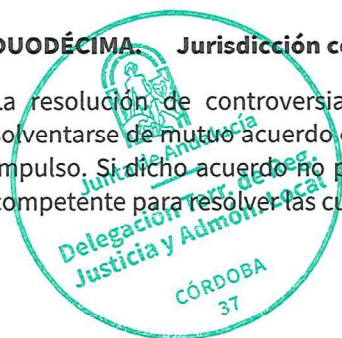 DUODÉCIMA. Jurisdicción co
La resolución de controversia
solventarse de mutuo acuerdo
impulso. Si dicho acuerdo no p
competente para resolver las cu
Junta de Andalucía
Delegación Terr. de Reg.
Justicia y Admón. Local
CÓRDOBA
37